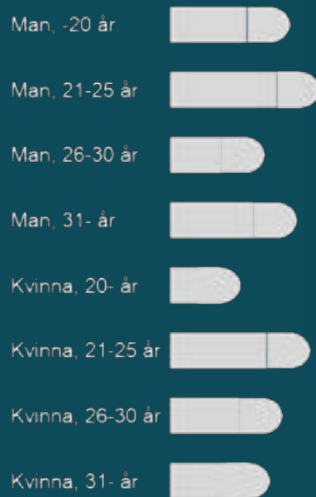 Man, -20 år
Man, 21-25 år
Man, 26-30 år
Man, 31- år
Kvinna, 20- år
Kvinna, 21-25 år
Kvinna, 26-30 år
Kvinna, 31- år